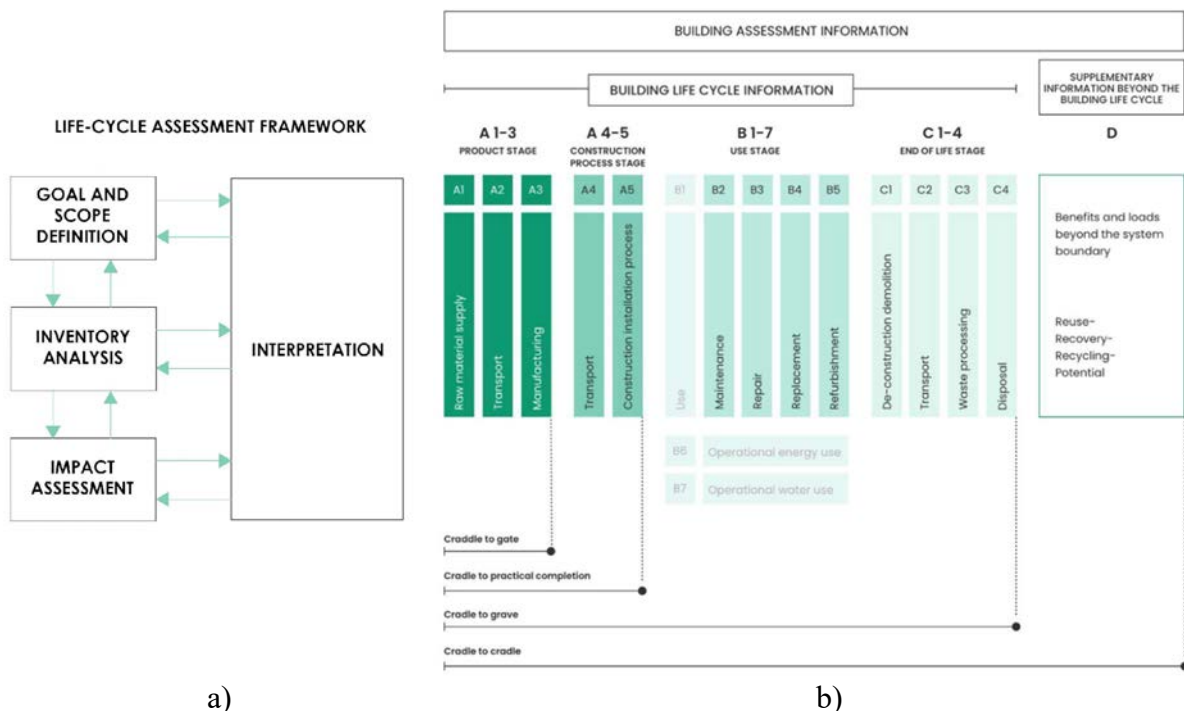 BUILDING ASSESSMENT INFORMATION
BUILDING LIFE CYCLE INFORMATION
SUPPLEMENTARY
INFORMATION BEYOND THE
BUILDING LIFE CYCLE
LIFE-CYCLE ASSESSMENT FRAMEWORK
GOAL AND
SCOPE
DEFINITION
INVENTORY
ANALYSIS
IMPACT
ASSESSMENT
INTERPRETATION
A 1-3
PRODUCT STAGE
A 4-5
CONSTRUCTION
PROCESS STAGE
B 1-7
USE STAGE
C 1-4
END OF LIFE STAGE
D
A1
A2
A3
A4
A5
B1
B2
B3
B4
B5
C1
C2
C3
C4
Raw material supply
Transport
Manufacturing
Transport
Construction installation process
Use
Maintenance
Repair
Replacement
Refurbishment
De-construction demolition
Transport
Waste processing
Disposal
Benefits and loads
beyond the system
boundary
Reuse-
Recovery-
Recycling-
Potential
B6 Operational energy use
B7 Operational water use
Craddle to gate
Cradle to practical completion
Cradle to grave
Cradle to cradle
a)
b)